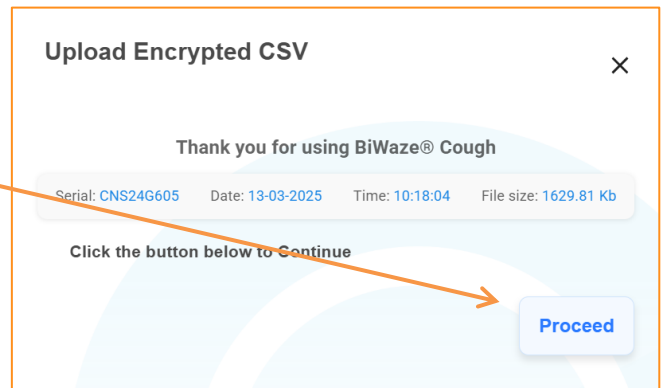 Upload Encrypted CSV
Thank you for using BiWaze® Cough
Serial: CNS24G605 Date: 13-03-2025 Time: 10:18:04 File size: 1629.81 Kb
Click the button below to Continue
Proceed